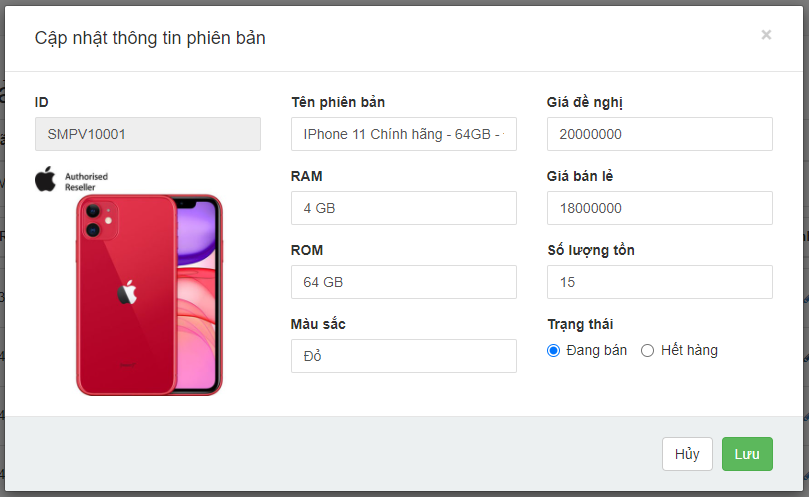 Cập nhật thông tin phiên bản
×
ID
SMPV10001
Authorised
Reseller
Tên phiên bản
IPhone 11 Chính hãng - 64GB -
RAM
4 GB
ROM
64 GB
Màu sắc
Đỏ
Giá đề nghị
20000000
Giá bán lẻ
18000000
Số lượng tồn
15
Trạng thái
Đang bán Hết hàng
Hủy Lưu